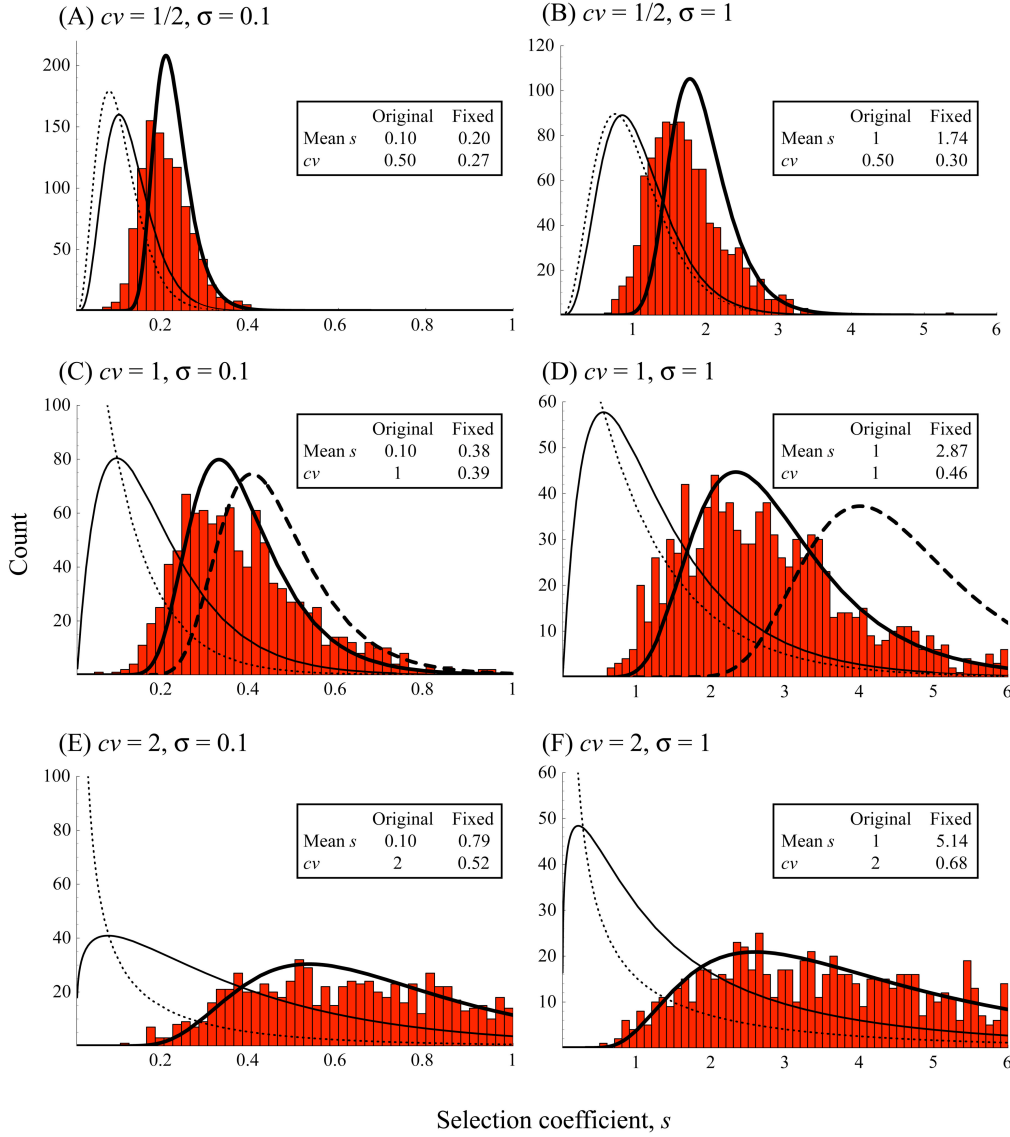 (A) cv = 1/2, σ = 0.1
200
150
100
50
0.2 0.4 0.6 0.8 1
Original Fixed
Mean s 0.10 0.20
cv 0.50 0.27
(B) cv = 1/2, σ = 1
120
100
80
60
40
20
1 2 3 4 5 6
Original Fixed
Mean s 1 1.74
cv 0.50 0.30
(C) cv = 1, σ = 0.1
100
80
60
40
20
0.2 0.4 0.6 0.8 1
Original Fixed
Mean s 0.10 0.38
cv 1 0.39
(D) cv = 1, σ = 1
60
50
40
30
20
10
1 2 3 4 5 6
Original Fixed
Mean s 1 2.87
cv 1 0.46
(E) cv = 2, σ = 0.1
100
80
60
40
20
0.2 0.4 0.6 0.8 1
Original Fixed
Mean s 0.10 0.79
cv 2 0.52
(F) cv = 2, σ = 1
60
50
40
30
20
10
1 2 3 4 5 6
Original Fixed
Mean s 1 5.14
cv 2 0.68
Count
Selection coefficient, s